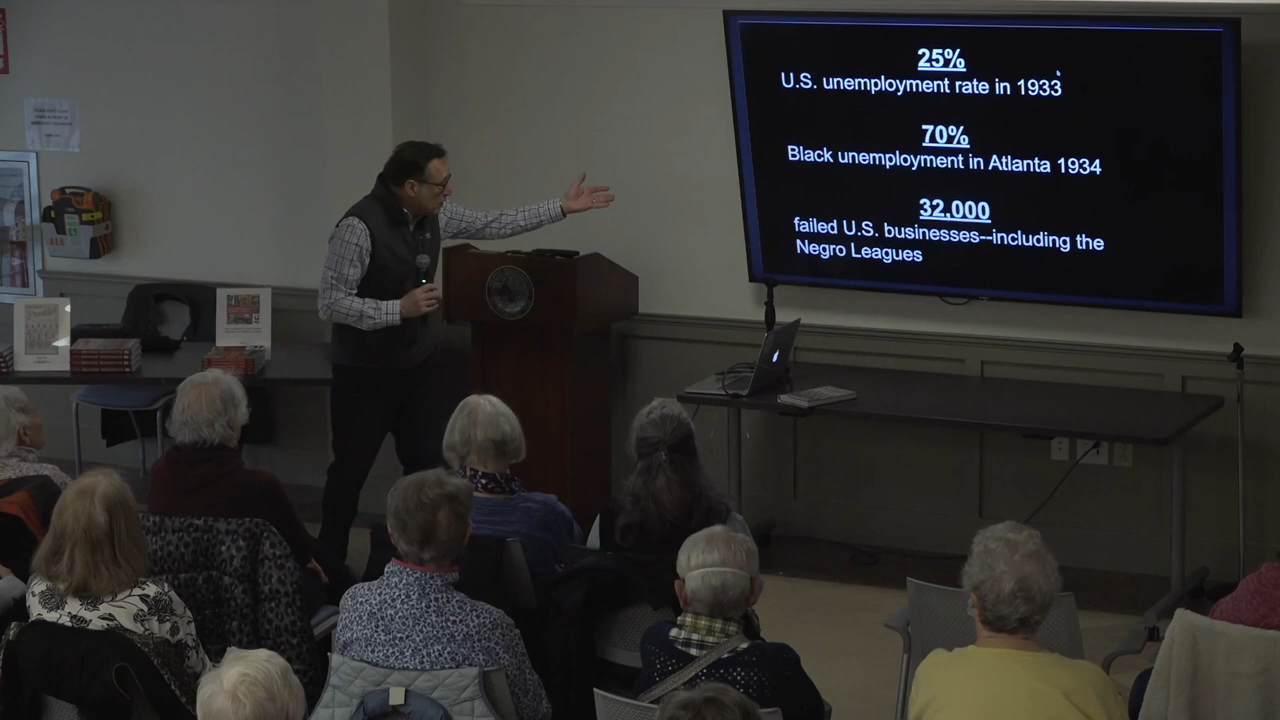 25%
U.S. unemployment rate in 1933
70%
Black unemployment in Atlanta 1934
32,000
failed U.S. businesses--including the
Negro Leagues